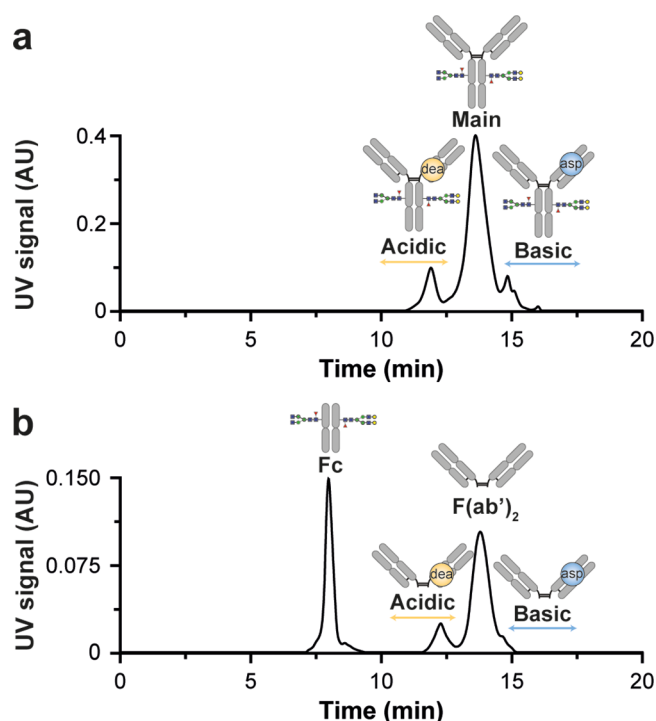 a
Main
dea
asp
Acidic
Basic
UV signal (AU)
0.4
0.2
0
0
5
10
15
20
Time (min)
b
Fc
F(ab’)2
dea
asp
Acidic
Basic
UV signal (AU)
0.150
0.075
0
0
5
10
15
20
Time (min)